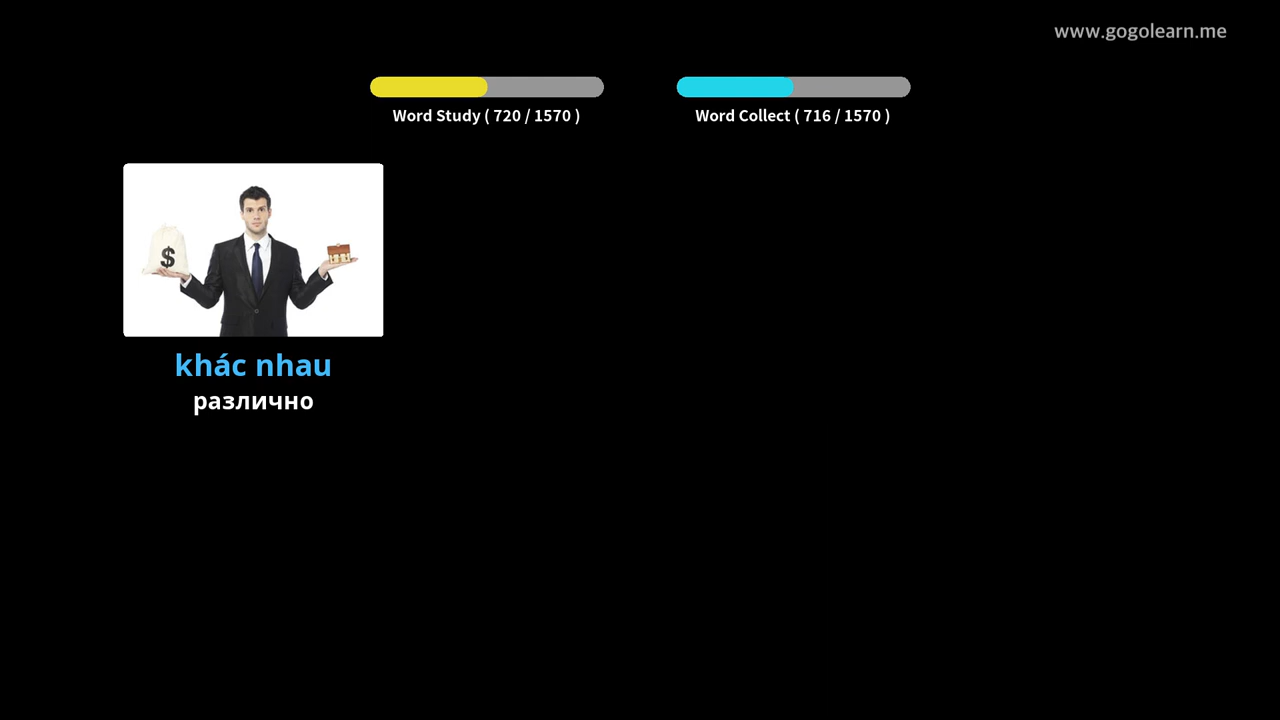 www.gogolearn.me
Word Study ( 720 / 1570 )
Word Collect ( 716 / 1570 )
$
khác nhau
различно